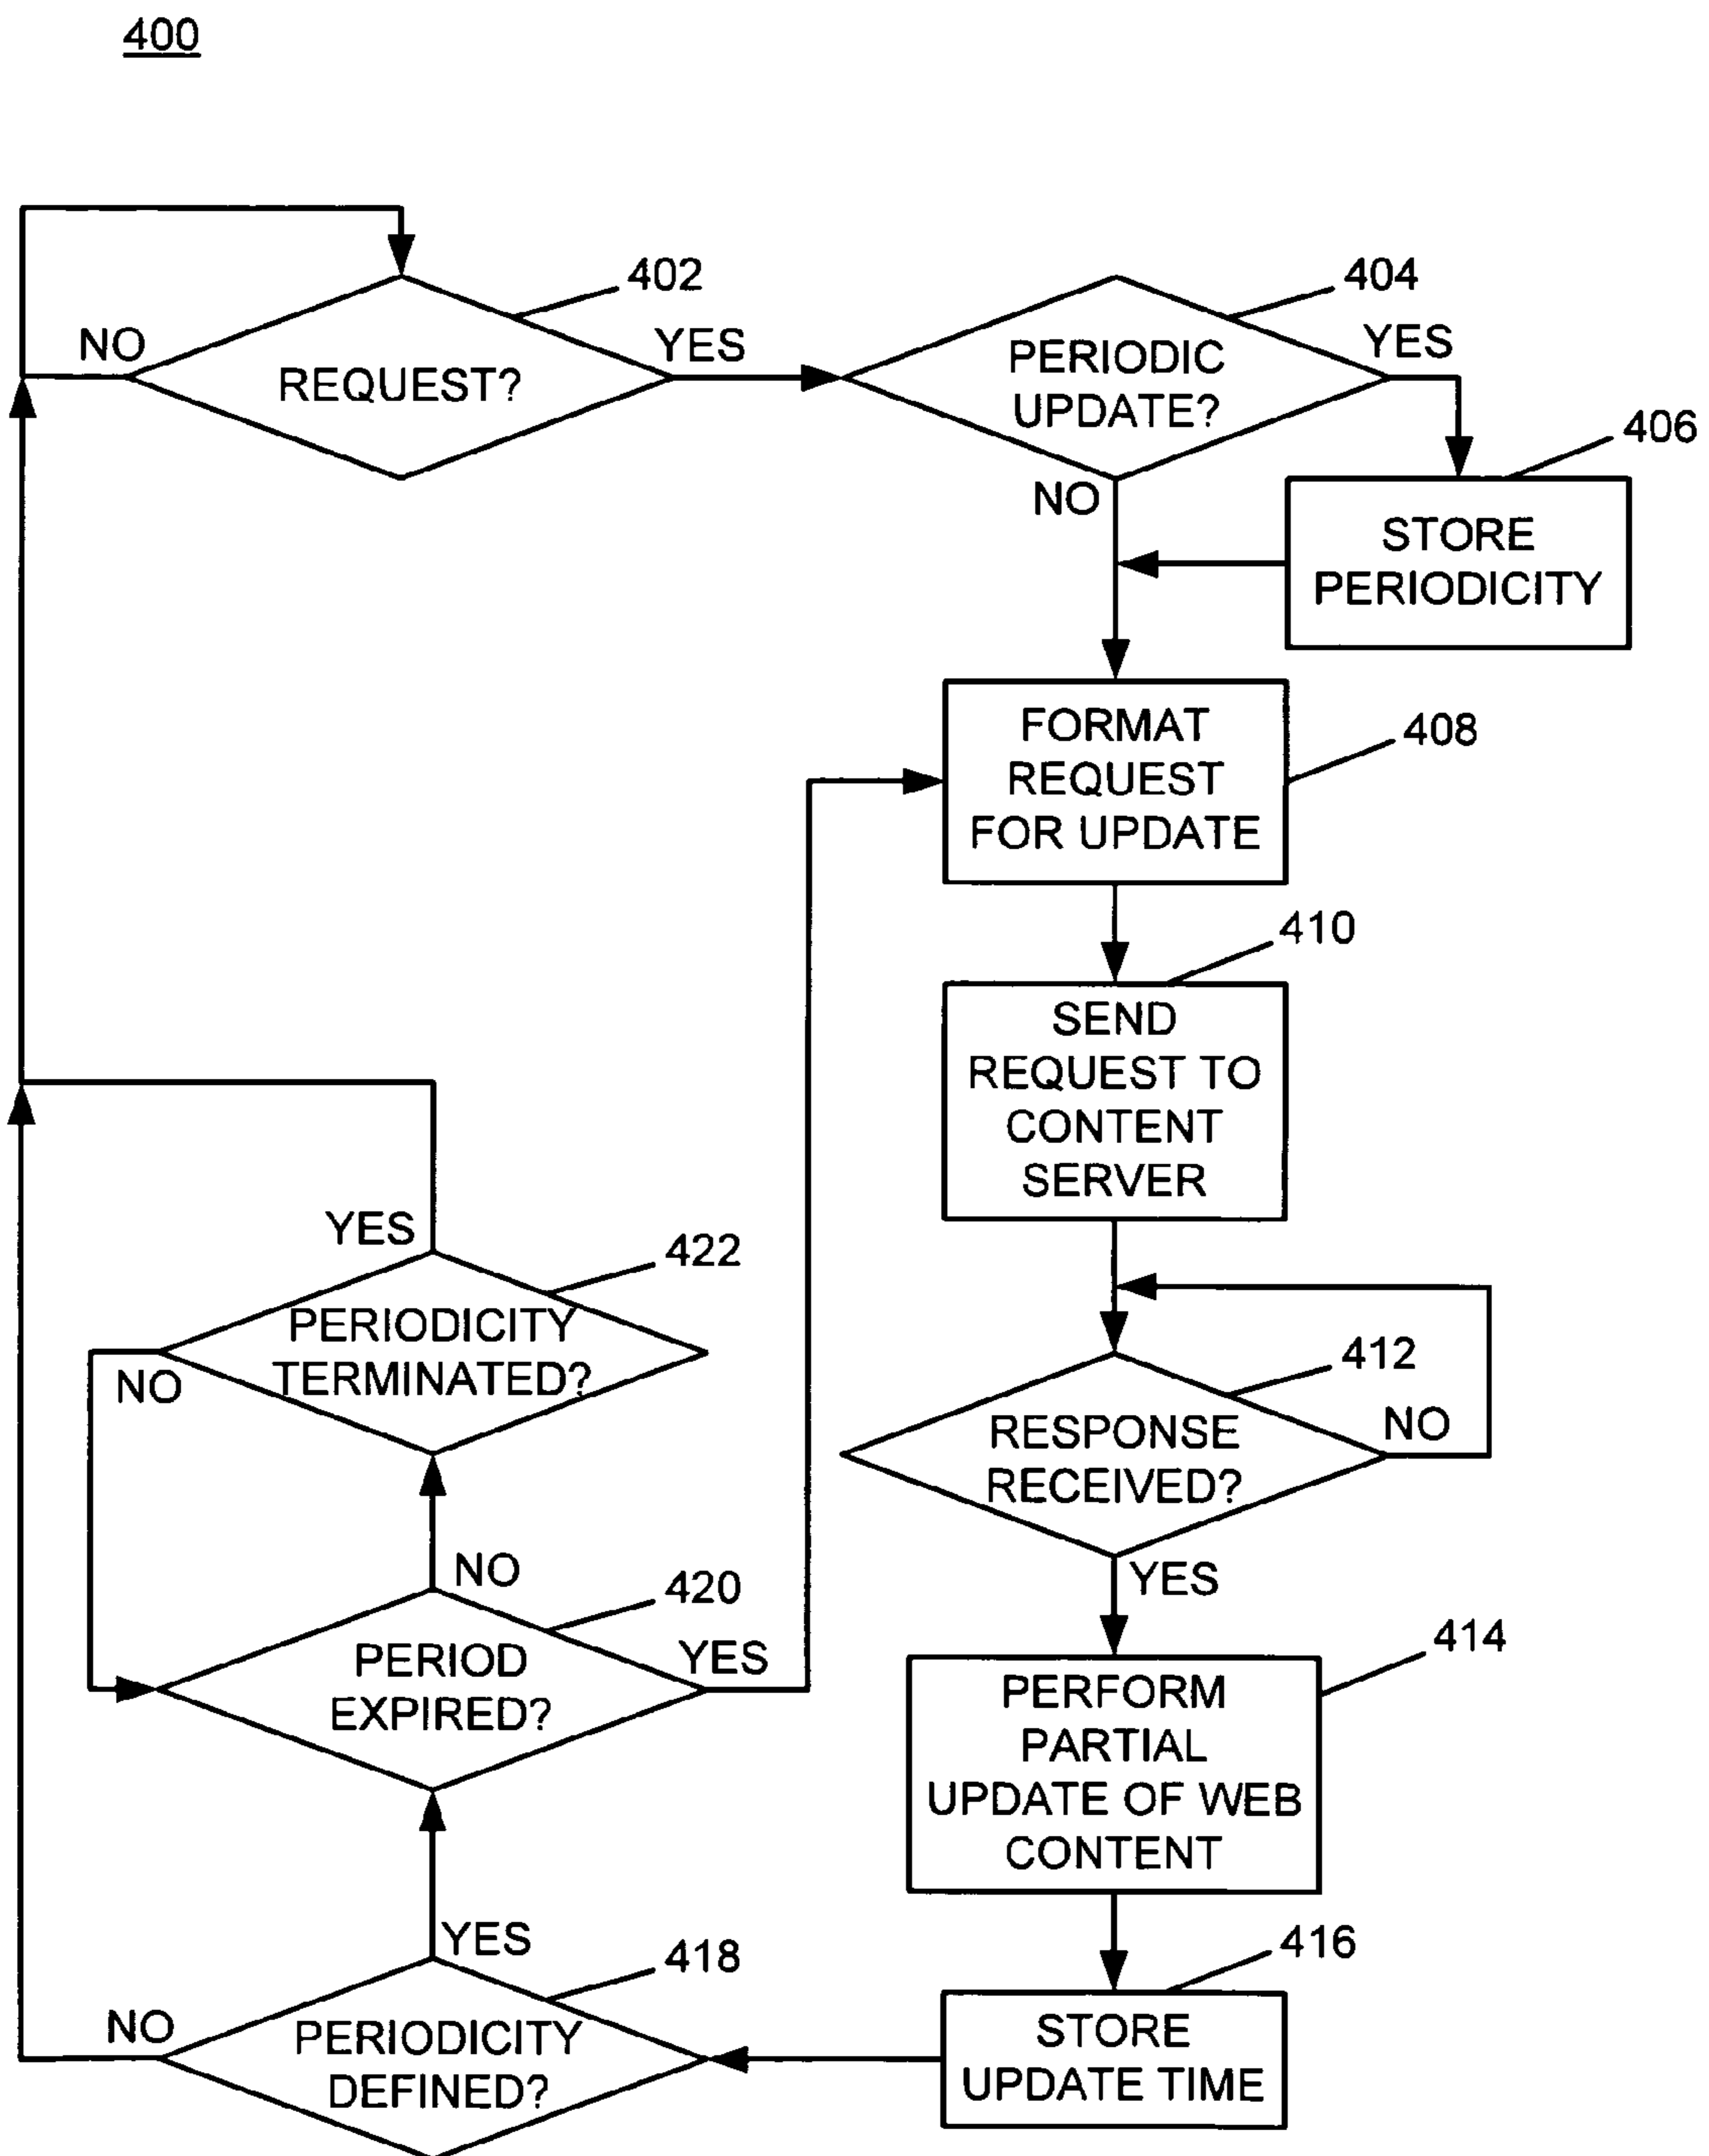 400
402
NO
YES
REQUEST?
404
YES
PERIODIC
UPDATE?
NO
406
STORE
PERIODICITY
408
FORMAT
REQUEST
FOR UPDATE
410
SEND
REQUEST TO
CONTENT
SERVER
412
NO
RESPONSE
RECEIVED?
YES
414
PERFORM
PARTIAL
UPDATE OF WEB
CONTENT
416
STORE
UPDATE TIME
418
YES
NO
PERIODICITY
DEFINED?
420
NO
YES
PERIOD
EXPIRED?
422
YES
NO
PERIODICITY
TERMINATED?